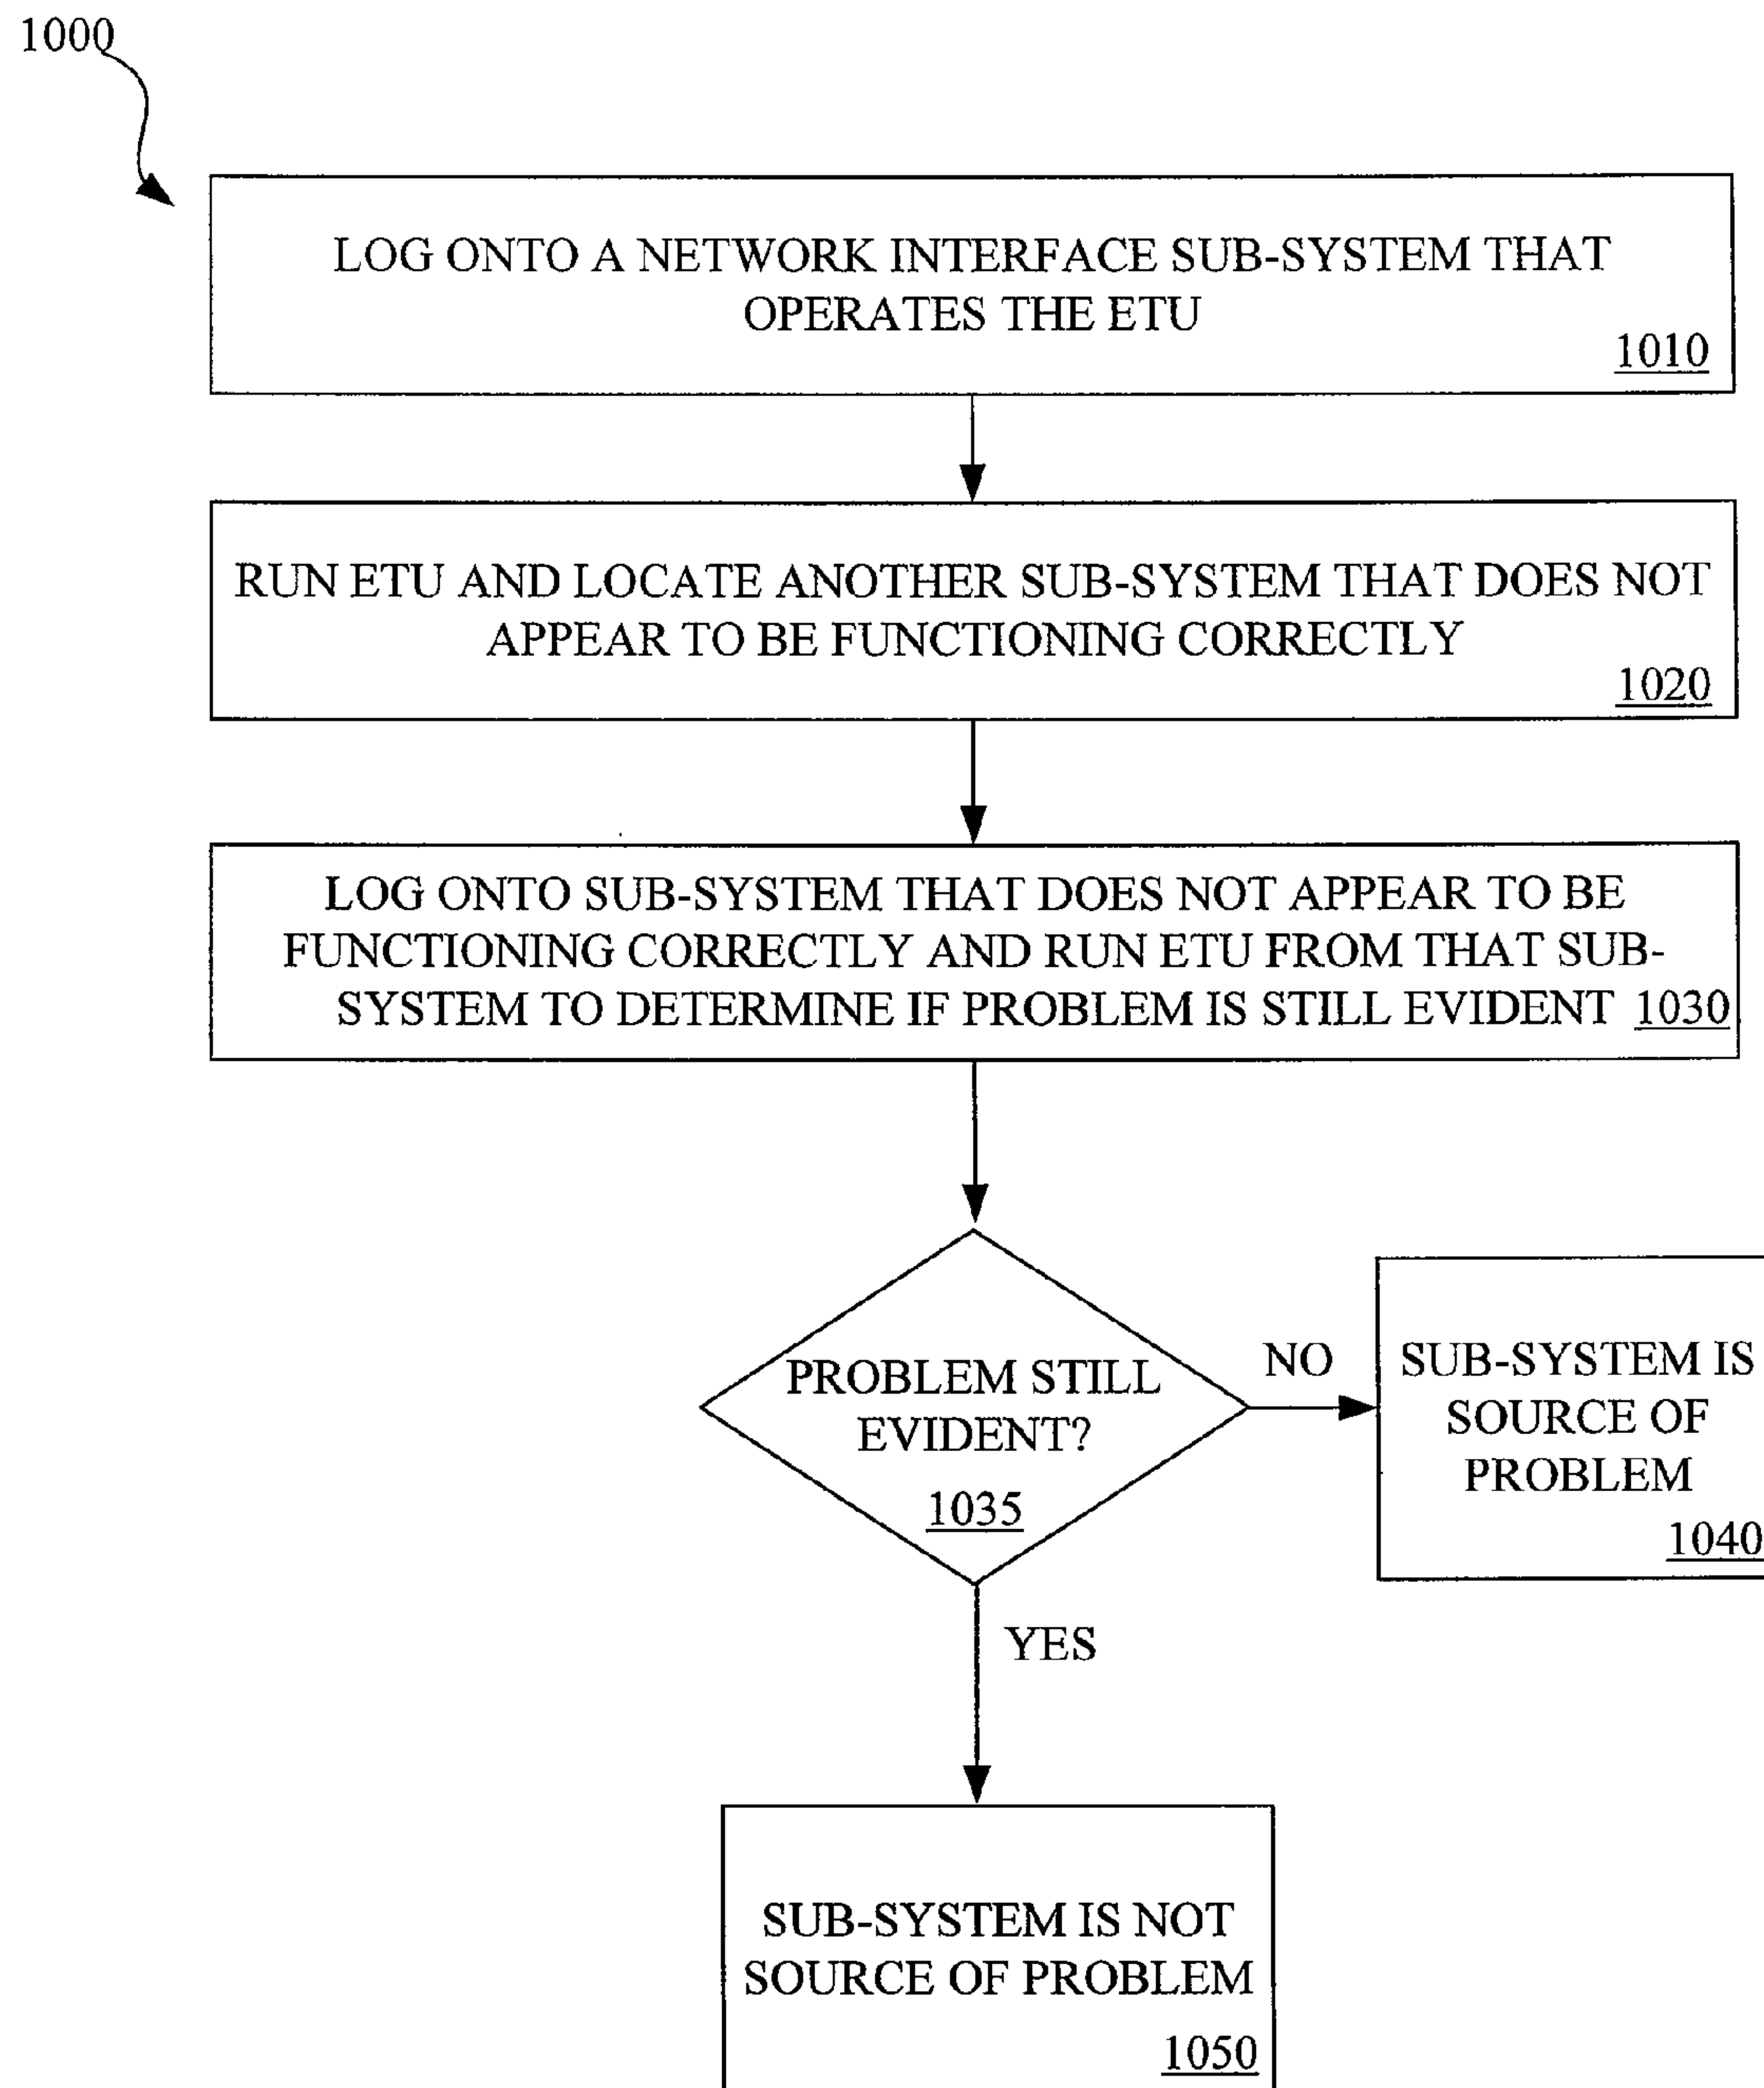 1000
LOG ONTO A NETWORK INTERFACE SUB-SYSTEM THAT
OPERATES THE ETU
1010
RUN ETU AND LOCATE ANOTHER SUB-SYSTEM THAT DOES NOT
APPEAR TO BE FUNCTIONING CORRECTLY
1020
LOG ONTO SUB-SYSTEM THAT DOES NOT APPEAR TO BE
FUNCTIONING CORRECTLY AND RUN ETU FROM THAT SUB-
SYSTEM TO DETERMINE IF PROBLEM IS STILL EVIDENT 1030
PROBLEM STILL
EVIDENT?
1035
NO
SUB-SYSTEM IS
SOURCE OF
PROBLEM
1040
YES
SUB-SYSTEM IS NOT
SOURCE OF PROBLEM
1050